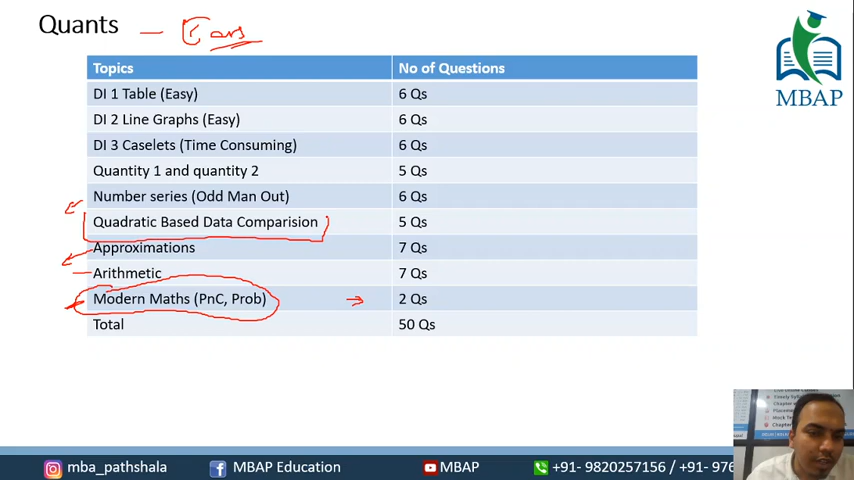 Quants
Topics No of Questions
DI 1 Table (Easy) 6 Qs
DI 2 Line Graphs (Easy) 6 Qs
DI 3 Caselets (Time Consuming) 6 Qs
Quantity 1 and quantity 2 5 Qs
Number series (Odd Man Out) 6 Qs
Quadratic Based Data Comparision 5 Qs
Approximations 7 Qs
Arithmetic 7 Qs
Modern Maths (PnC, Prob) 2 Qs
Total 50 Qs
MBAP
mba_pathshala MBAP Education MBAP +91- 9820257156 / +91- 976